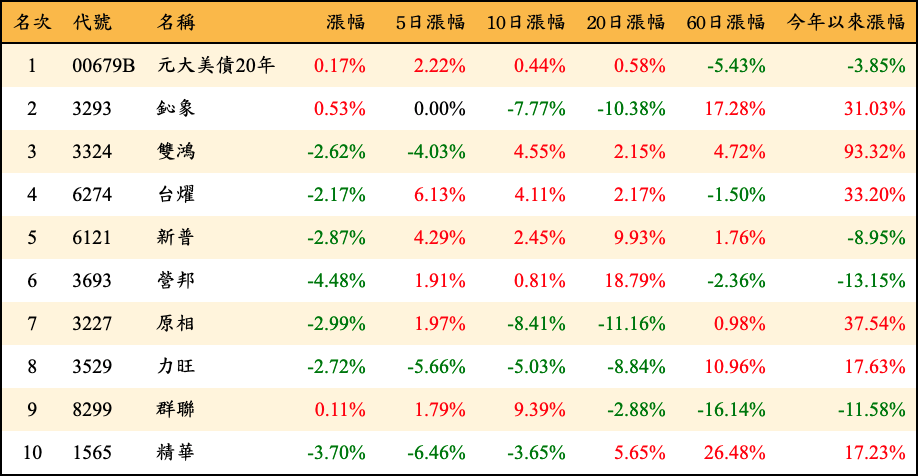 名次 代號 名稱 漲幅 5日漲幅 10日漲幅 20日漲幅 60日漲幅 今年以來漲幅
1 00679B 元大美債20年 0.17% 2.22% 0.44% 0.58% -5.43% -3.85%
2 3293 鈊象 0.53% 0.00% -7.77% -10.38% 17.28% 31.03%
3 3324 雙鴻 -2.62% -4.03% 4.55% 2.15% 4.72% 93.32%
4 6274 台燿 -2.17% 6.13% 4.11% 2.17% -1.50% 33.20%
5 6121 新普 -2.87% 4.29% 2.45% 9.93% 1.76% -8.95%
6 3693 營邦 -4.48% 1.91% 0.81% 18.79% -2.36% -13.15%
7 3227 原相 -2.99% 1.97% -8.41% -11.16% 0.98% 37.54%
8 3529 力旺 -2.72% -5.66% -5.03% -8.84% 10.96% 17.63%
9 8299 群聯 0.11% 1.79% 9.39% -2.88% -16.14% -11.58%
10 1565 精華 -3.70% -6.46% -3.65% 5.65% 26.48% 17.23%